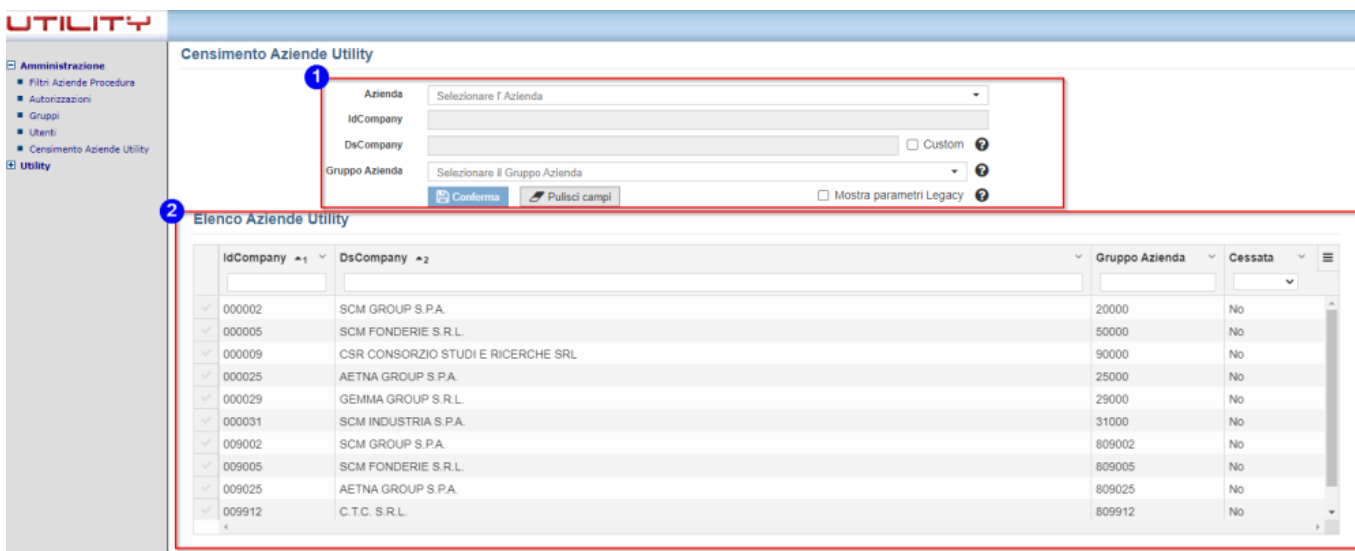 UTILITY
Amministrazione
Filtri Aziende Procedura
Autorizzazioni
Gruppi
Utenti
Censimento Aziende Utility
Utility
Censimento Aziende Utility
1
Azienda Selezionare l' Azienda
IdCompany
DsCompany Custom ?
Gruppo Azienda Selezionare il Gruppo Azienda ?
Conferma Pulisci campi Mostra parametri Legacy ?
2
Elenco Aziende Utility
IdCompany 1 DsCompany 2 Gruppo Azienda Cessata
000002 SCM GROUP S.P.A. 20000 No
000005 SCM FONDERIE S.R.L. 50000 No
000009 CSR CONSORZIO STUDI E RICERCHE SRL 90000 No
000025 AETNA GROUP S.P.A. 25000 No
000029 GEMMA GROUP S.R.L. 29000 No
000031 SCM INDUSTRIA S.P.A. 31000 No
009002 SCM GROUP S.P.A. 809002 No
009005 SCM FONDERIE S.R.L. 809005 No
009025 AETNA GROUP S.P.A. 809025 No
009912 C.T.C. S.R.L. 809912 No